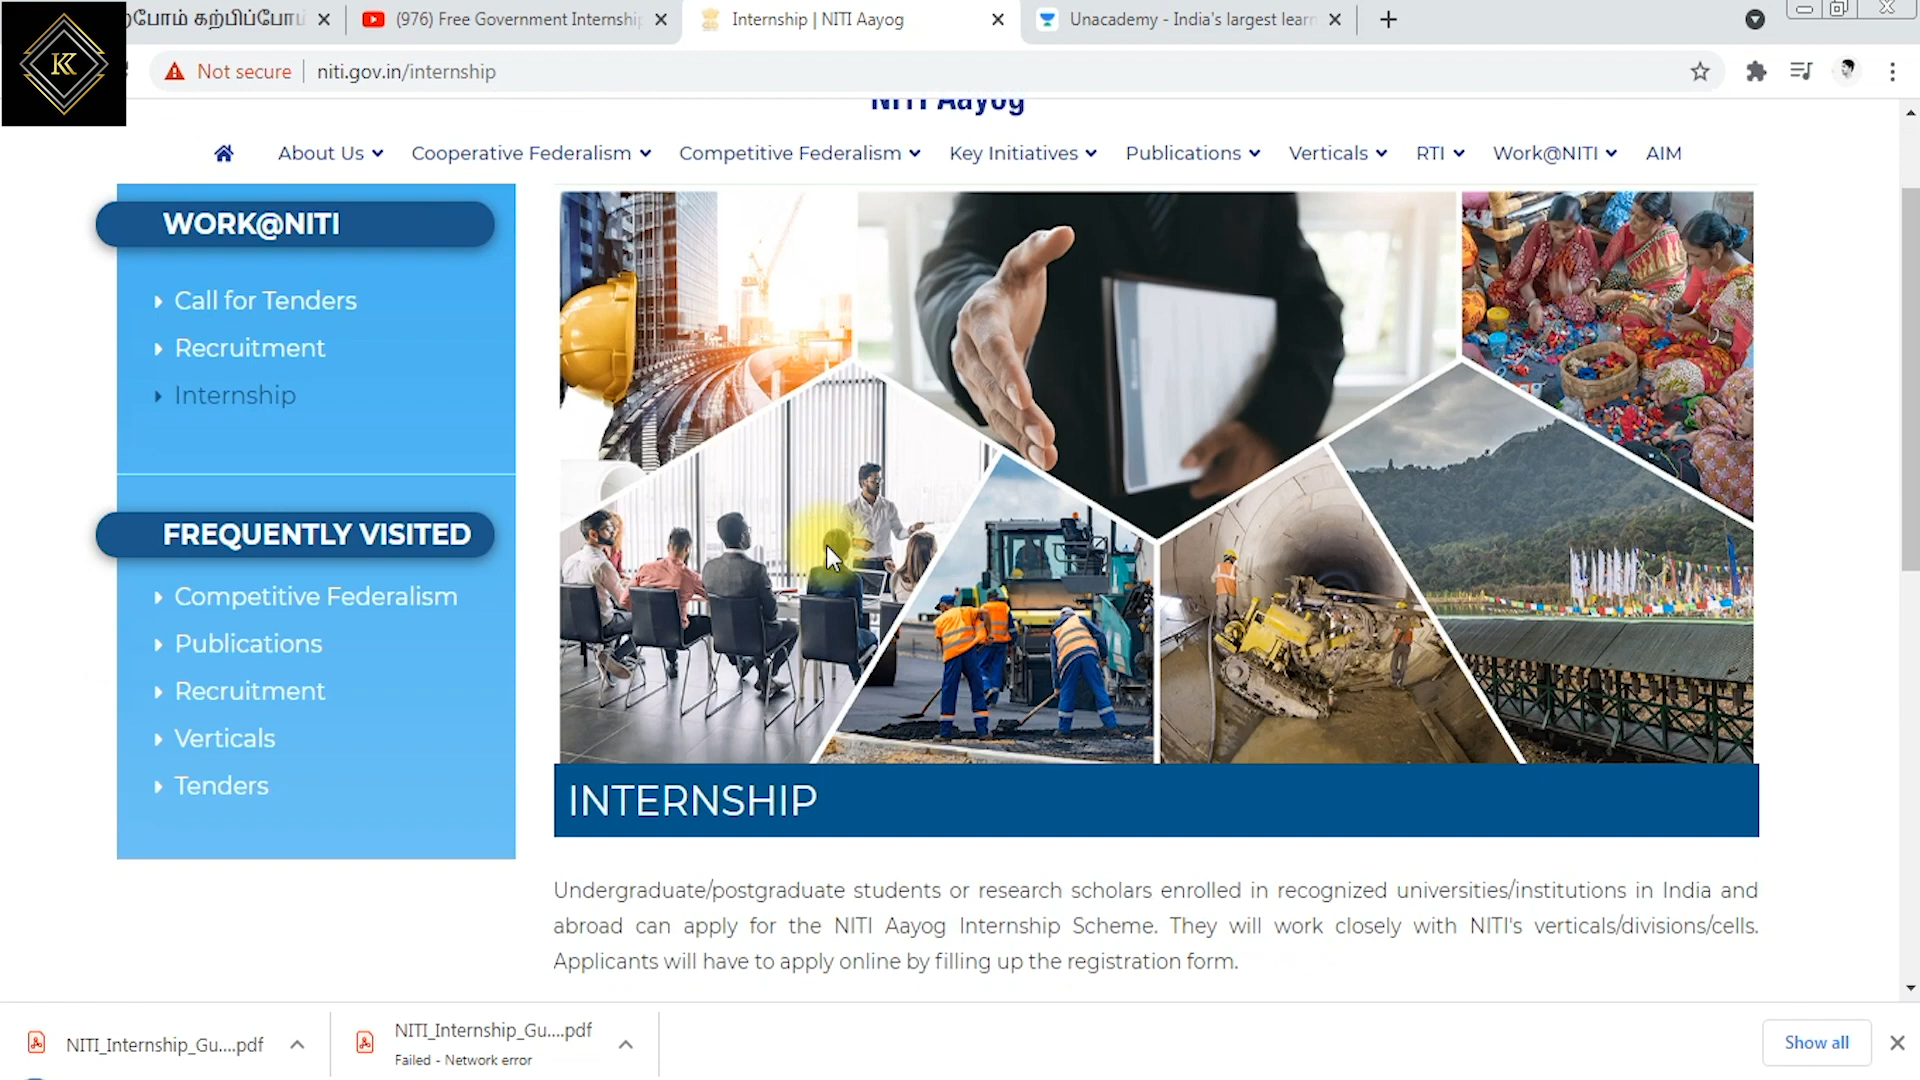 கற்பிப்போம்
(976) Free Government Internshi
Internship | NITI Aayog
Unacademy - India's largest learn
KK
Not secure
niti.gov.in/internship
NITI Aayog
About Us
Cooperative Federalism
Competitive Federalism
Key Initiatives
Publications
Verticals
RTI
Work@NITI
AIM
WORK@NITI
Call for Tenders
Recruitment
Internship
FREQUENTLY VISITED
Competitive Federalism
Publications
Recruitment
Verticals
Tenders
INTERNSHIP
Undergraduate/postgraduate students or research scholars enrolled in recognized universities/institutions in India and
abroad can apply for the NITI Aayog Internship Scheme. They will work closely with NITI's verticals/divisions/cells.
Applicants will have to apply online by filling up the registration form.
NITI_Internship_Gu....pdf
NITI_Internship_Gu....pdf
Failed - Network error
Show all